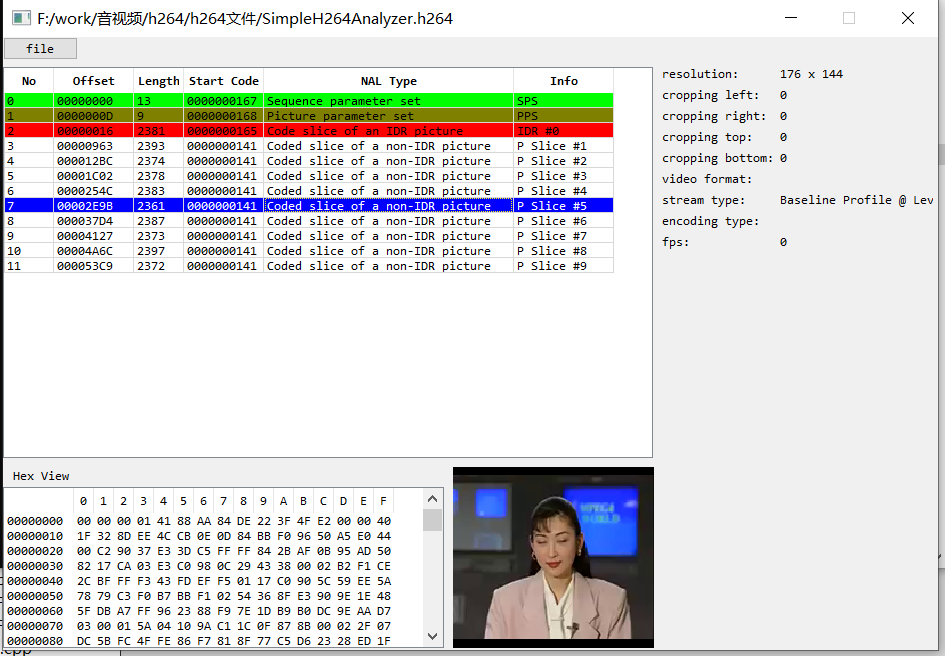 F:/work/音视频/h264/h264文件/SimpleH264Analyzer.h264
file
No Offset Length Start Code NAL Type Info
0 00000000 13 0000000167 Sequence parameter set SPS
1 0000000D 9 0000000168 Picture parameter set PPS
2 00000016 2381 0000000165 Code slice of an IDR picture IDR #0
3 00000963 2393 0000000141 Coded slice of a non-IDR picture P Slice #1
4 000012BC 2374 0000000141 Coded slice of a non-IDR picture P Slice #2
5 00001C02 2378 0000000141 Coded slice of a non-IDR picture P Slice #3
6 0000254C 2383 0000000141 Coded slice of a non-IDR picture P Slice #4
7 00002E9B 2361 0000000141 Coded slice of a non-IDR picture P Slice #5
8 000037D4 2387 0000000141 Coded slice of a non-IDR picture P Slice #6
9 00004127 2373 0000000141 Coded slice of a non-IDR picture P Slice #7
10 00004A6C 2397 0000000141 Coded slice of a non-IDR picture P Slice #8
11 000053C9 2372 0000000141 Coded slice of a non-IDR picture P Slice #9
resolution: 176 x 144
cropping left: 0
cropping right: 0
cropping top: 0
cropping bottom: 0
video format:
stream type: Baseline Profile @ Lev
encoding type:
fps: 0
Hex View
0 1 2 3 4 5 6 7 8 9 A B C D E F
00000000 00 00 00 01 41 88 AA 84 DE 22 3F 4F E2 00 00 40
00000010 1F 32 8D EE 4C CB 0E 0D 84 BB F0 96 50 A5 E0 44
00000020 00 C2 90 37 E3 3D C5 FF FF 84 2B AF 0B 95 AD 50
00000030 82 17 CA 03 E3 C0 98 0C 29 43 38 00 02 B2 F1 CE
00000040 2C BF FF F3 43 FD EF F5 01 17 C0 90 5C 59 EE 5A
00000050 78 79 C3 F0 B7 BB F1 02 54 36 8F E3 90 9E 1E 48
00000060 5F DB A7 FF 96 23 88 F9 7E 1D B9 B0 DC 9E AA D7
00000070 03 00 01 5A 04 10 9A C1 1C 0F 87 8B 00 02 2F 07
00000080 DC 5B FC 4F FE 86 F7 81 8F 77 C5 D6 23 28 ED 1F
WORLD
.cpp